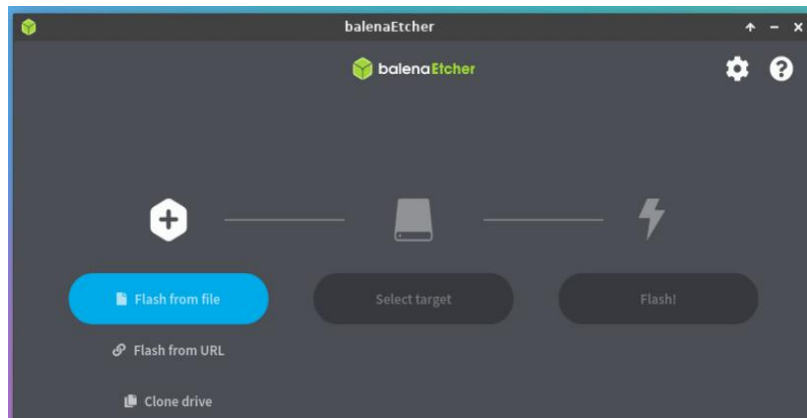 balenaEtcher
balenaEtcher
Flash from file
Select target
Flash!
Flash from URL
Clone drive